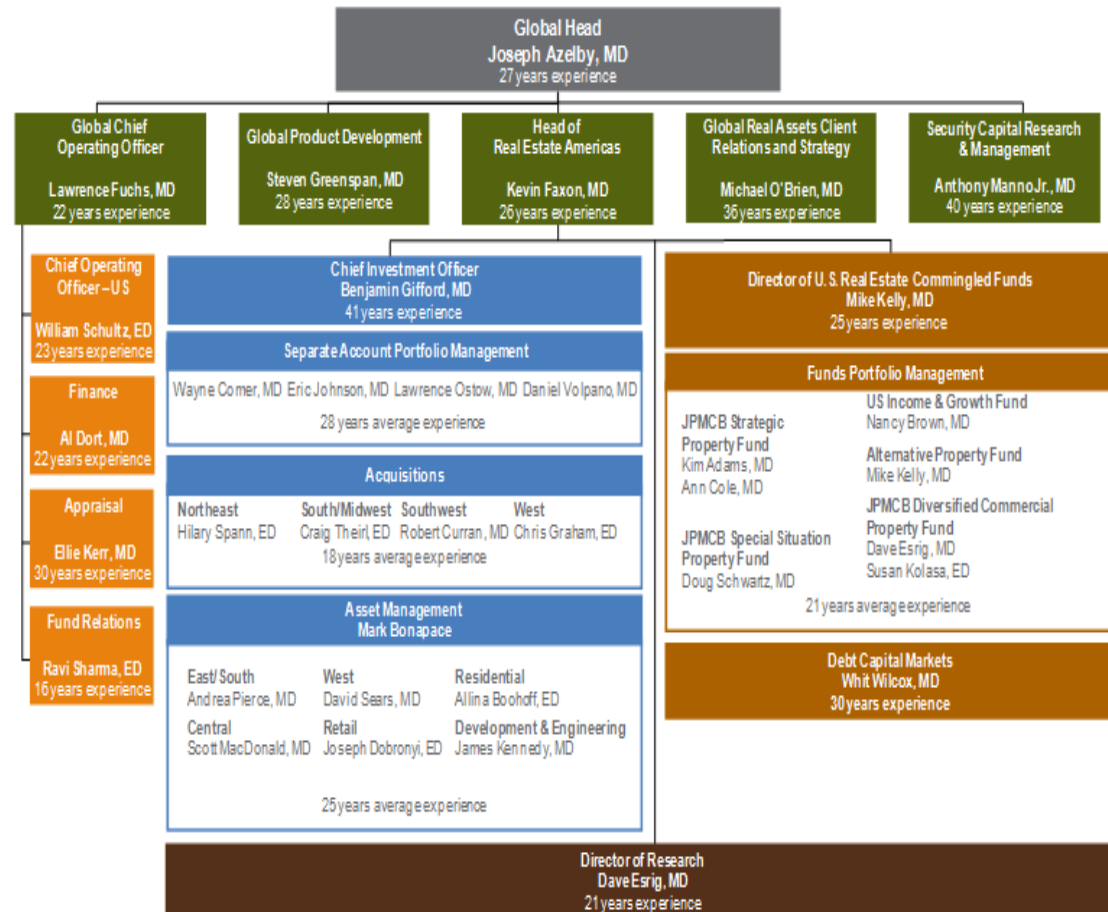 Global Head
Joseph Azelby, MD
27 years experience
Global Chief
Operating Officer
Lawrence Fuchs, MD
22 years experience
Global Product Development
Steven Greenspan, MD
28 years experience
Head of
Real Estate Americas
Kevin Faxon, MD
26 years experience
Global Real Assets Client
Relations and Strategy
Michael O'Brien, MD
36 years experience
Security Capital Research
& Management
Anthony Manno Jr., MD
40 years experience
Chief Operating
Officer – US
William Schultz, ED
23 years experience
Finance
Al Dort, MD
22 years experience
Appraisal
Ellie Kerr, MD
30 years experience
Fund Relations
Ravi Sharma, ED
16 years experience
Chief Investment Officer
Benjamin Gifford, MD
41 years experience
Separate Account Portfolio Management
Wayne Comer, MD Eric Johnson, MD Lawrence Ostow, MD Daniel Volpano, MD
28 years average experience
Acquisitions
Northeast South/Midwest Southwest West
Hilary Spann, ED Craig Theirl, ED Robert Curran, MD Chris Graham, ED
18 years average experience
Asset Management
Mark Bonapace
East/ South West Residential
Andrea Pierce, MD David Sears, MD Allina Boohoff, ED
Central Retail Development & Engineering
Scott MacDonald, MD Joseph Dobronyi, ED James Kennedy, MD
25 years average experience
Director of U.S. Real Estate Commingled Funds
Mike Kelly, MD
25 years experience
Funds Portfolio Management
JPMCB Strategic
Property Fund
Kim Adams, MD
Ann Cole, MD
JPMCB Special Situation
Property Fund
Doug Schwartz, MD
US Income & Growth Fund
Nancy Brown, MD
Alternative Property Fund
Mike Kelly, MD
JPMCB Diversified Commercial
Property Fund
Dave Esrig, MD
Susan Kolasa, ED
21 years average experience
Debt Capital Markets
Whit Wilcox, MD
30 years experience
Director of Research
Dave Esrig, MD
21 years experience